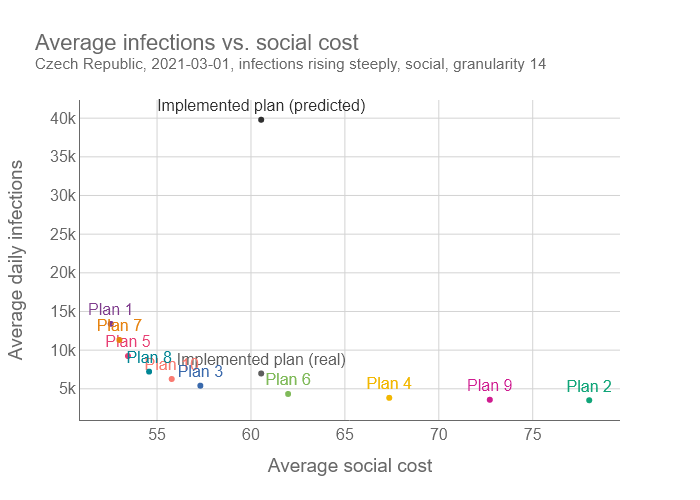 Average infections vs. social cost
Czech Republic, 2021-03-01, infections rising steeply, social, granularity 14
Implemented plan (predicted)
40k
35k
30k
25k
20k
15k
10k
5k
Average daily infections
Plan 1
Plan 7
Plan 5
Plan 8
Plan 10
Implemented plan (real)
Plan 3
Plan 6
Plan 4
Plan 9
Plan 2
55
60
65
70
75
Average social cost